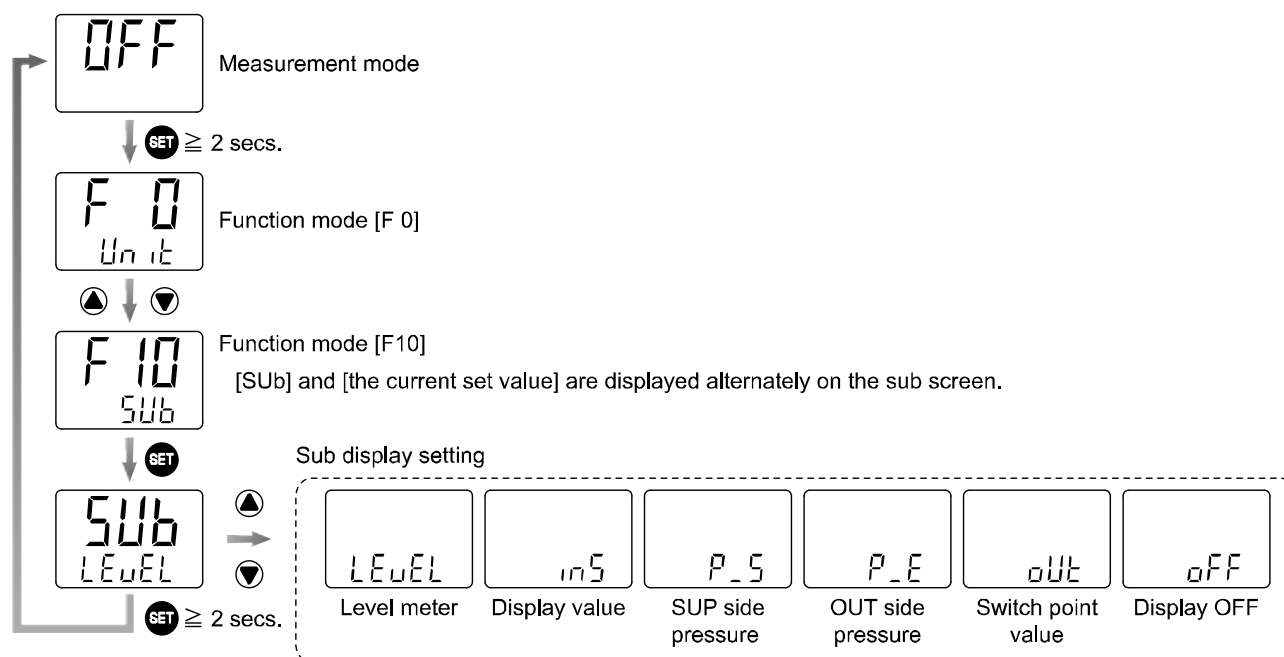 OFF
Measurement mode
SET ≧ 2 secs.
F 0
Function mode [F 0]
Unit
F 10
Function mode [F10]
[SUb] and [the current set value] are displayed alternately on the sub screen.
SUb
SET
Sub display setting
SUb
LEvEL
LEvEL
inS
P_S
P_E
oUt
oFF
Level meter
Display value
SUP side
pressure
OUT side
pressure
Switch point
value
Display OFF
SET ≧ 2 secs.